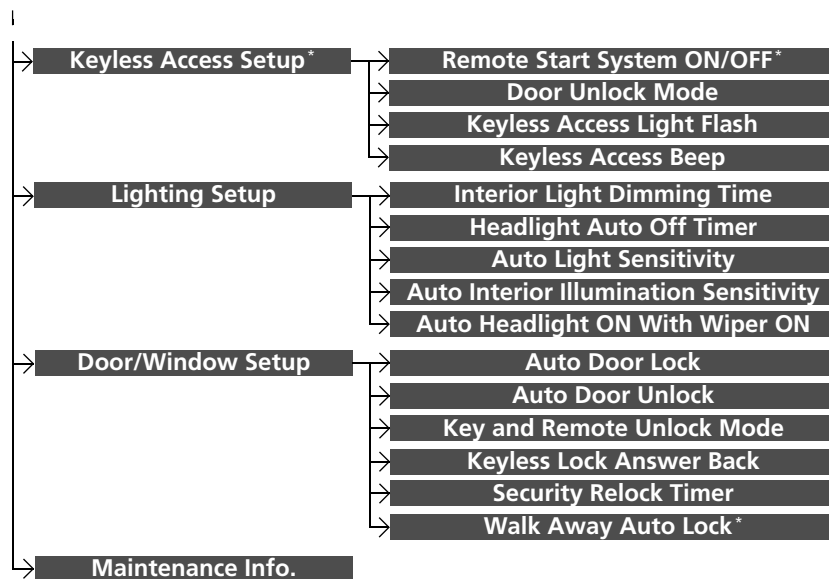 Keyless Access Setup*
Remote Start System ON/OFF*
Door Unlock Mode
Keyless Access Light Flash
Keyless Access Beep
Lighting Setup
Interior Light Dimming Time
Headlight Auto Off Timer
Auto Light Sensitivity
Auto Interior Illumination Sensitivity
Auto Headlight ON With Wiper ON
Door/Window Setup
Auto Door Lock
Auto Door Unlock
Key and Remote Unlock Mode
Keyless Lock Answer Back
Security Relock Timer
Walk Away Auto Lock*
Maintenance Info.